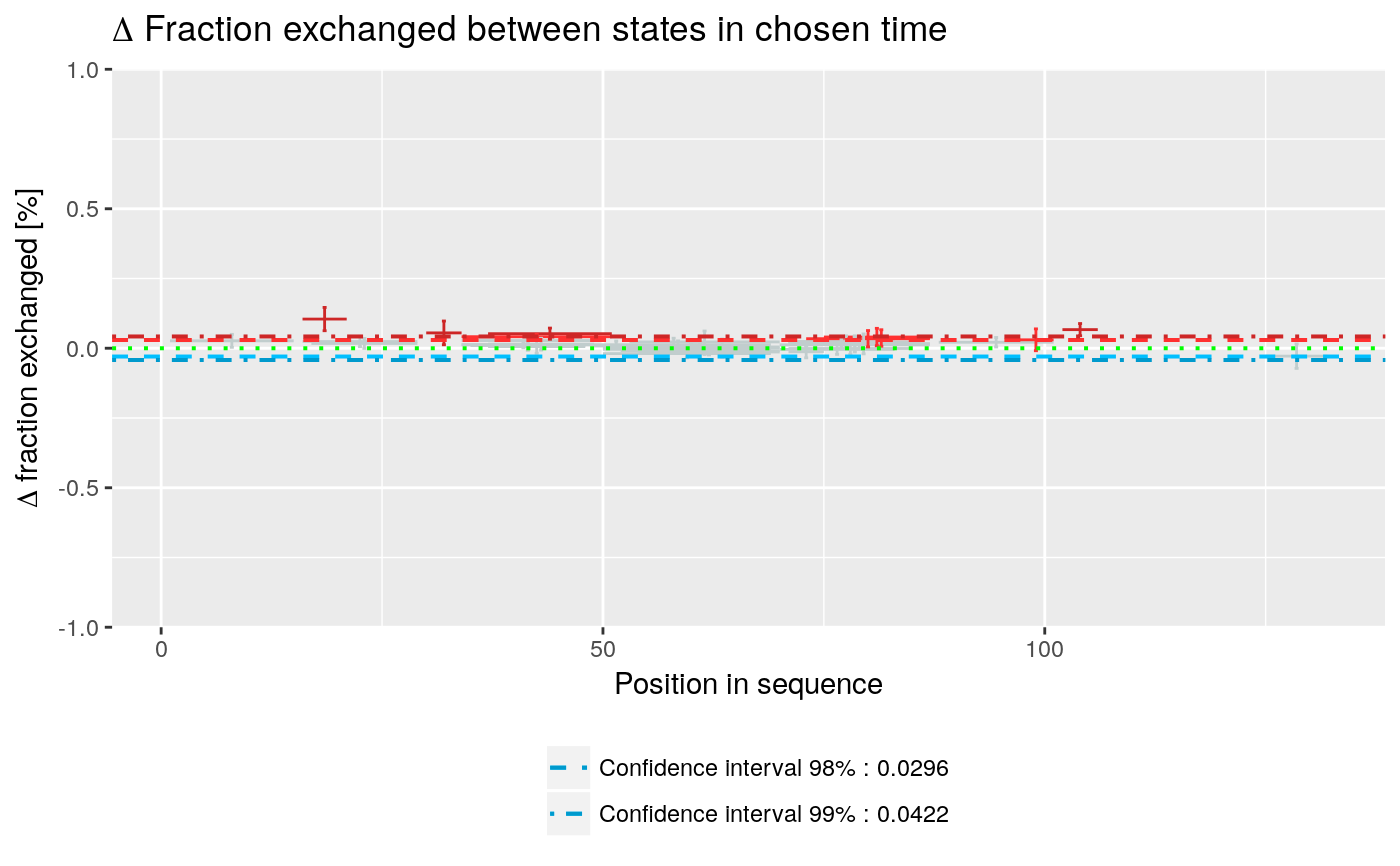 Δ Fraction exchanged between states in chosen time
Δ fraction exchanged [%]
1.0
0.5
0.0
-0.5
-1.0
0
50
100
Position in sequence
Confidence interval 98% : 0.0296
Confidence interval 99% : 0.0422